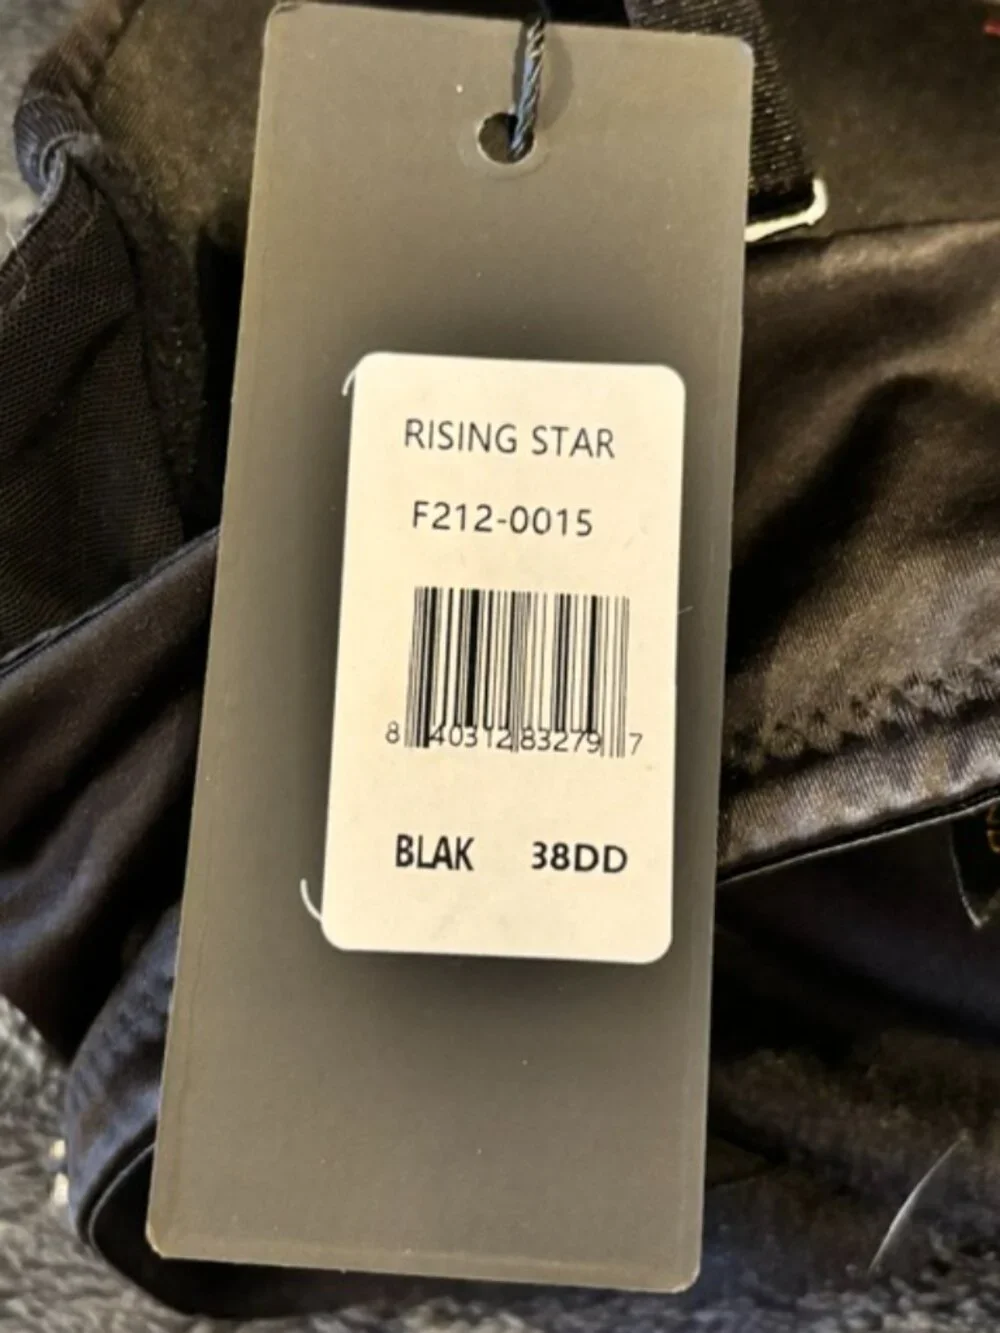 RISING STAR
F212-0015
8 40312 83279 7
BLAK 38DD